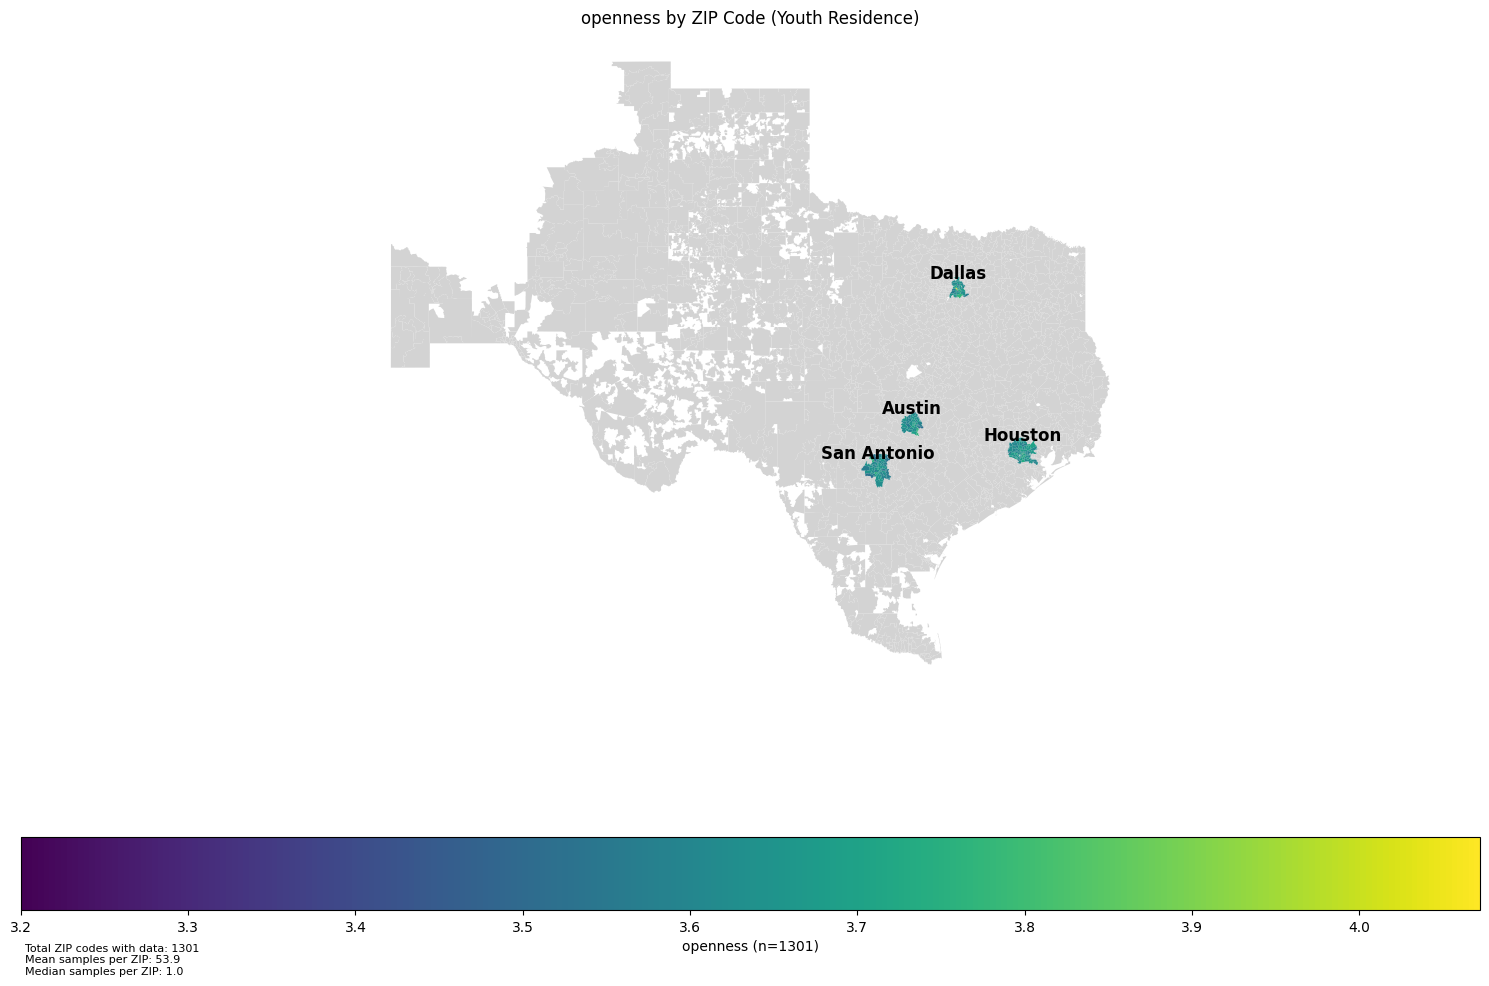 openness by ZIP Code (Youth Residence)
Dallas
Austin
Houston
San Antonio
3.2 3.3 3.4 3.5 3.6 3.7 3.8 3.9 4.0
openness (n=1301)
Total ZIP codes with data: 1301
Mean samples per ZIP: 53.9
Median samples per ZIP: 1.0